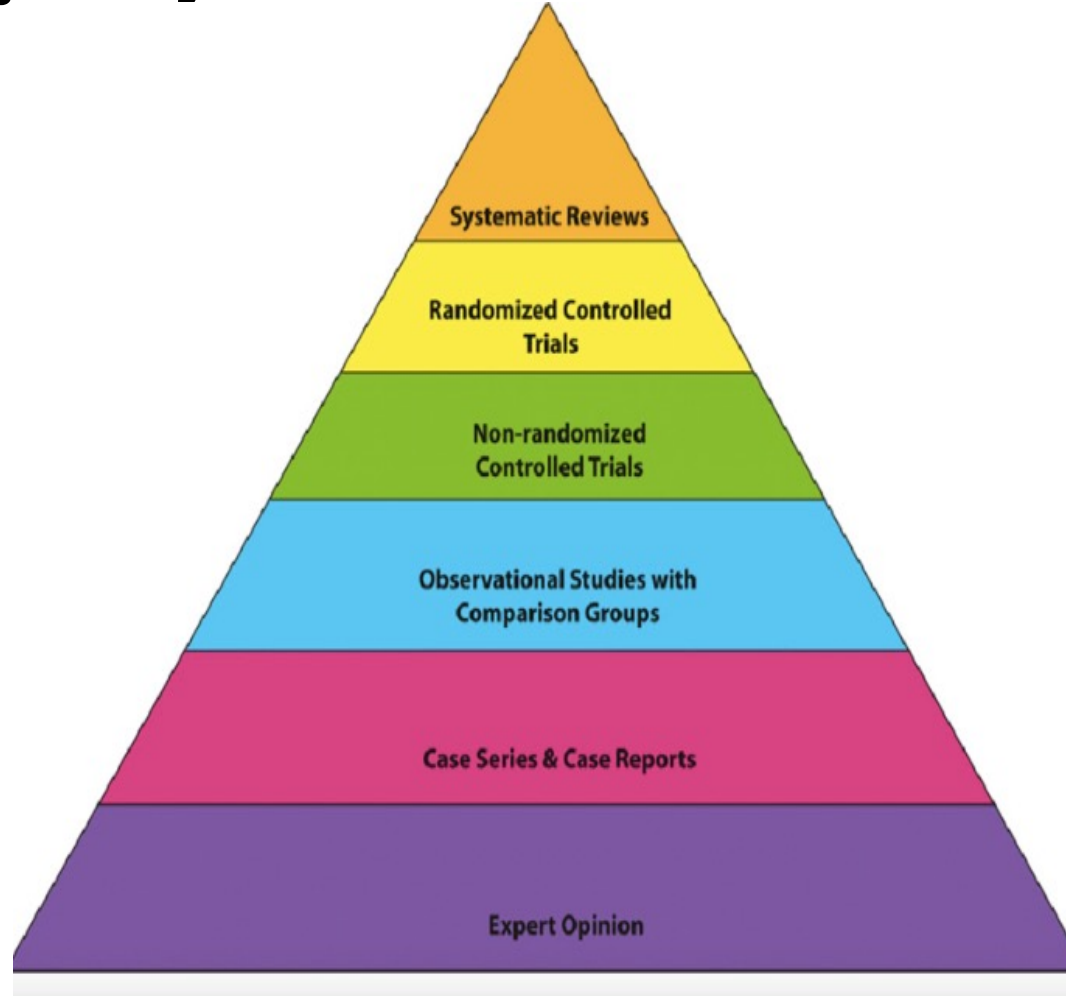 Systematic Reviews
Randomized Controlled
Trials
Non-randomized
Controlled Trials
Observational Studies with
Comparison Groups
Case Series & Case Reports
Expert Opinion